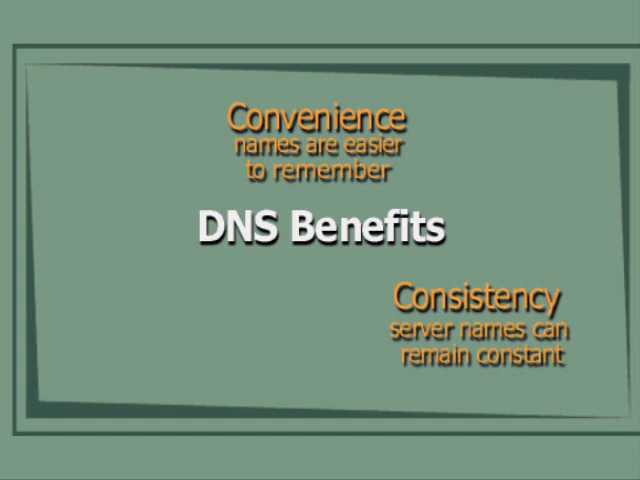 Convenience
names are easier
to remember
DNS Benefits
Consistency
server names can
remain constant